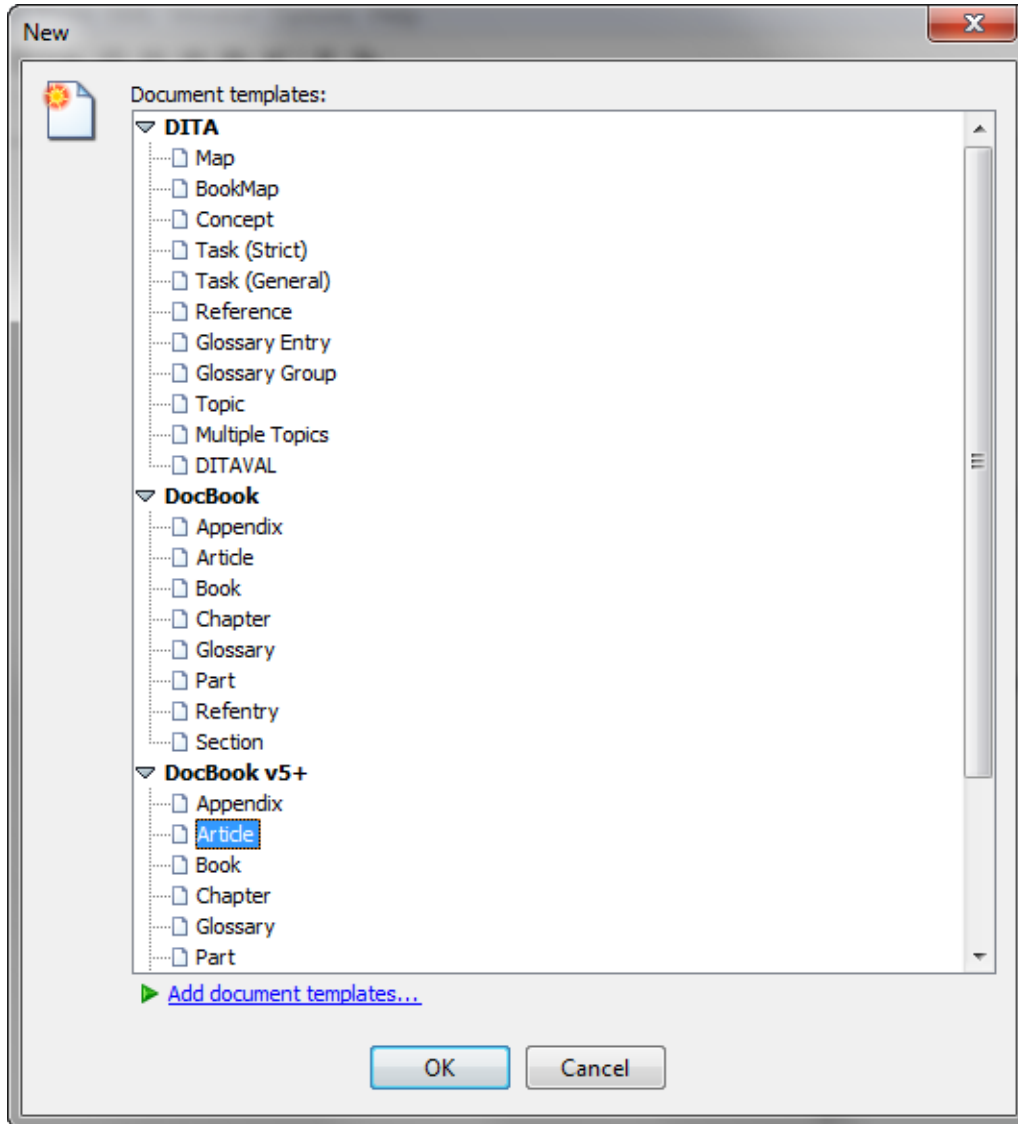 New
Document templates:
DITA
Map
BookMap
Concept
Task (Strict)
Task (General)
Reference
Glossary Entry
Glossary Group
Topic
Multiple Topics
DITAVAL
DocBook
Appendix
Article
Book
Chapter
Glossary
Part
Refentry
Section
DocBook v5+
Appendix
Article
Book
Chapter
Glossary
Part
Add document templates...
OK Cancel